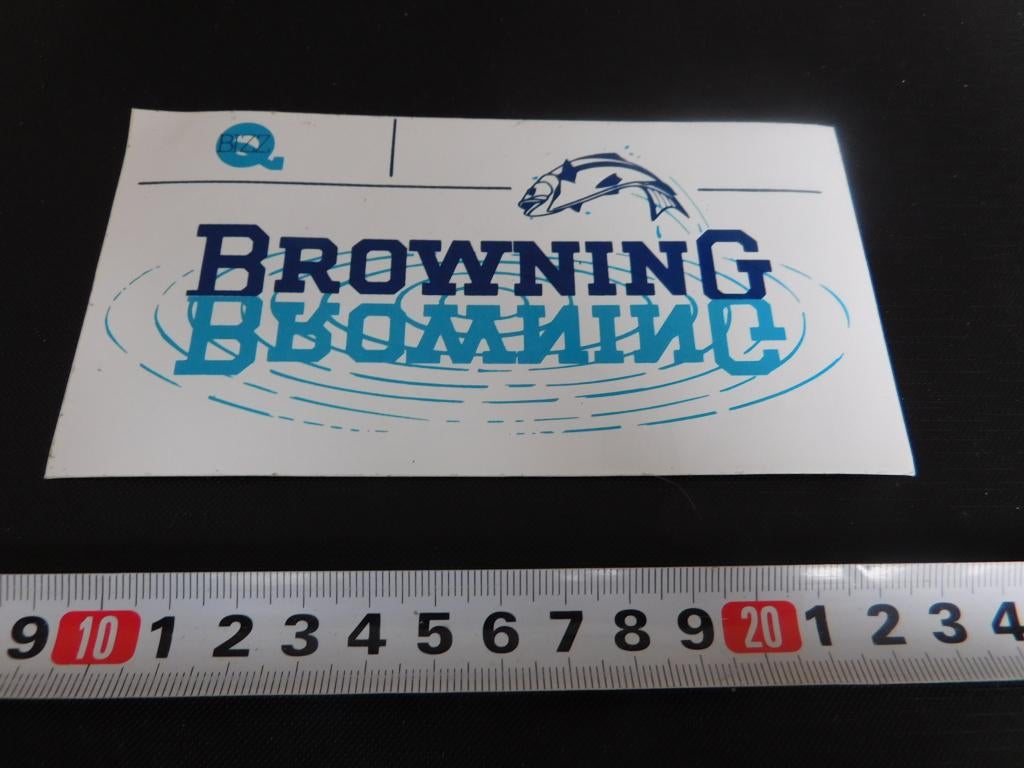 BIZZ
Q
BROWNING
BROWNING
9 10 1 2 3 4 5 6 7 8 9 20 1 2 3 4